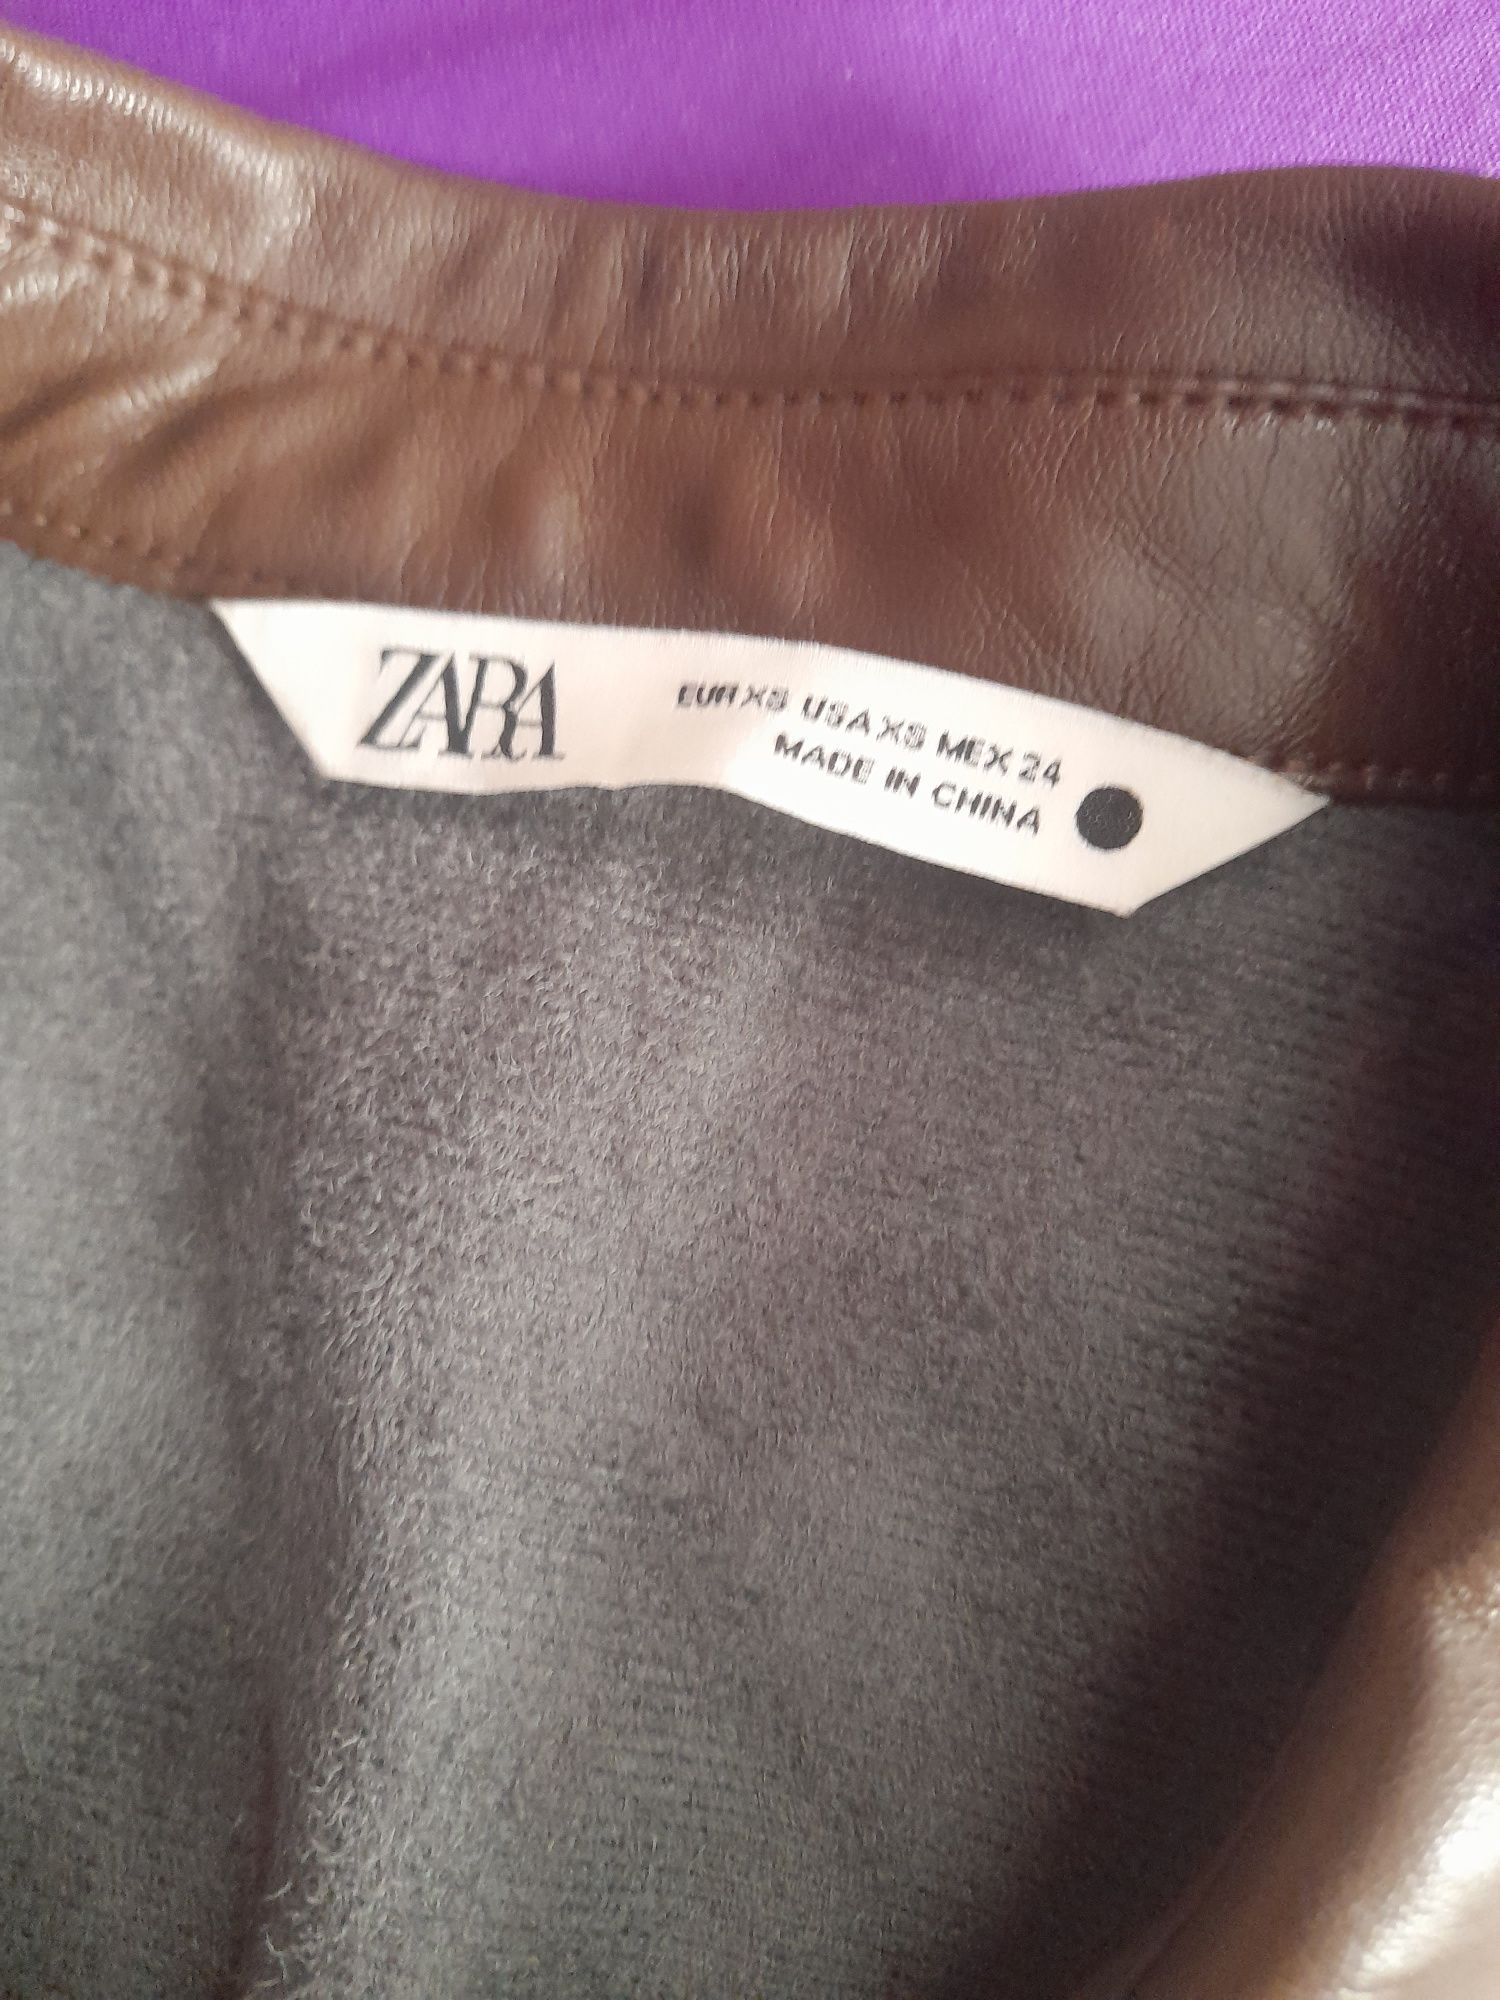 ZARA
EUR XS USA XS MEX 24
MADE IN CHINA